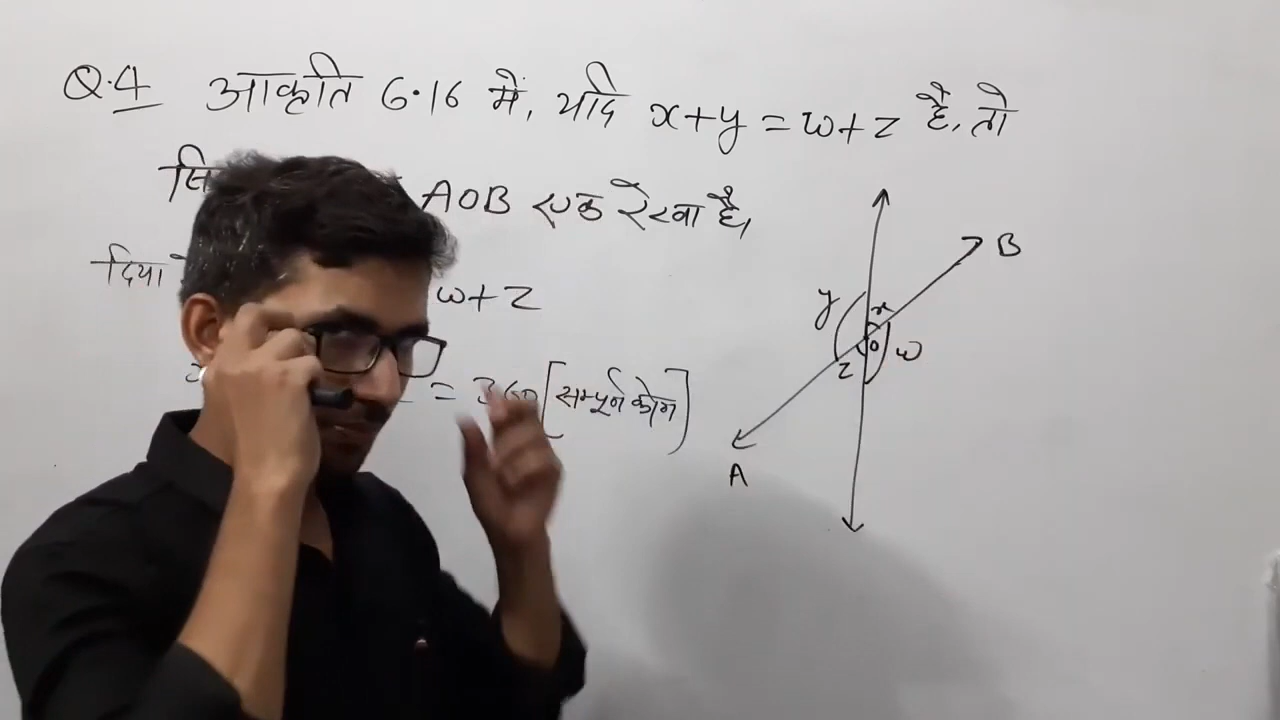 Q.4 आकृति 6.16 में, यदि x+y = w+z है, तो
AOB एक रेखा है,
दिया w+z
= 360 [सम्पूर्न कोन]
B
y x
O w
z
A